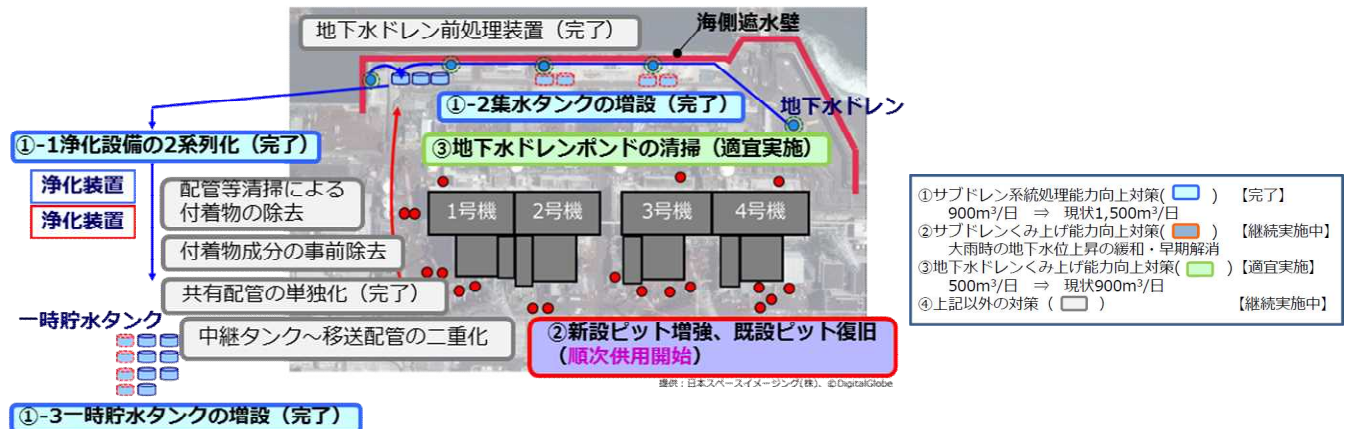 地下水ドレン前処理装置（完了）
海側遮水壁
①-2集水タンクの増設（完了）
地下水ドレン
①-1浄化設備の2系列化（完了）
③地下水ドレンポンドの清掃（適宜実施）
浄化装置
浄化装置
配管等清掃による
付着物の除去
1号機
2号機
3号機
4号機
付着物成分の事前除去
共有配管の単独化（完了）
一時貯水タンク
中継タンク～移送配管の二重化
②新設ピット増強、既設ピット復旧
（順次供用開始）
提供：日本スペースイメージング(株)、©DigitalGlobe
①-3一時貯水タンクの増設（完了）
①サブドレン系統処理能力向上対策( ) 【完了】
900m³/日 ⇒ 現状1,500m³/日
②サブドレンくみ上げ能力向上対策( ) 【継続実施中】
大雨時の地下水位上昇の緩和・早期解消
③地下水ドレンくみ上げ能力向上対策( ) 【適宜実施】
500m³/日 ⇒ 現状900m³/日
④上記以外の対策 ( ) 【継続実施中】